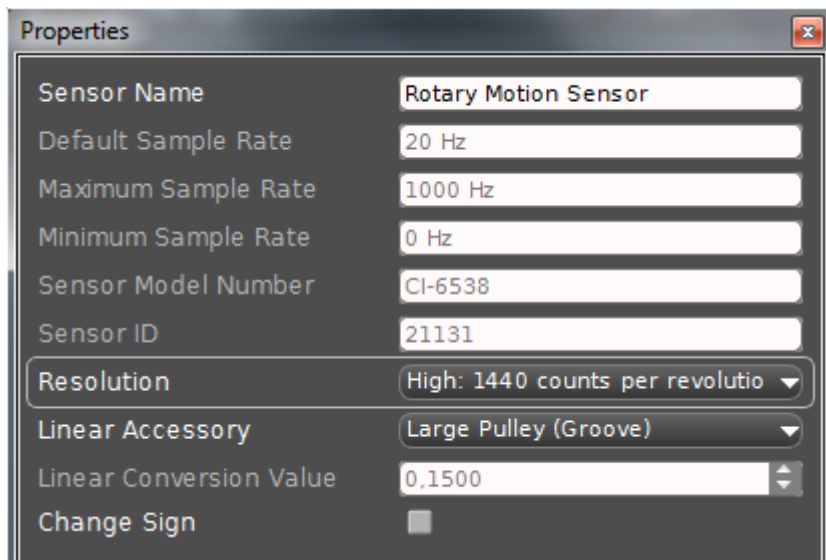 Properties
Sensor Name Rotary Motion Sensor
Default Sample Rate 20 Hz
Maximum Sample Rate 1000 Hz
Minimum Sample Rate 0 Hz
Sensor Model Number CI-6538
Sensor ID 21131
Resolution High: 1440 counts per revolutio
Linear Accessory Large Pulley (Groove)
Linear Conversion Value 0,1500
Change Sign